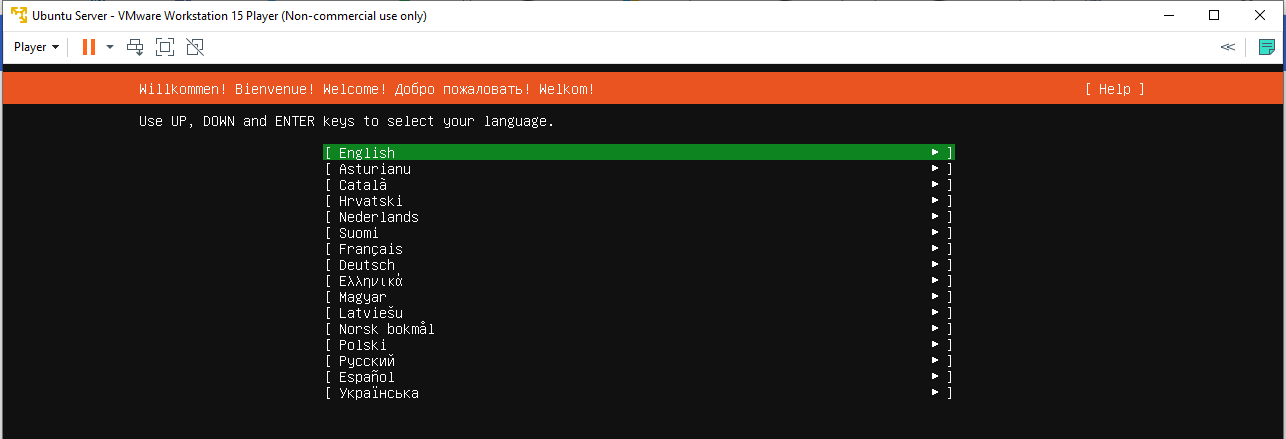 Ubuntu Server - VMware Workstation 15 Player (Non-commercial use only)
Player
Willkommen! Bienvenue! Welcome! Добро пожаловать! Welkom! [ Help ]
Use UP, DOWN and ENTER keys to select your language.
[ English ► ]
[ Asturianu ► ]
[ Català ► ]
[ Hrvatski ► ]
[ Nederlands ► ]
[ Suomi ► ]
[ Français ► ]
[ Deutsch ► ]
[ Ελληνικά ► ]
[ Magyar ► ]
[ Latviešu ► ]
[ Norsk bokmål ► ]
[ Polski ► ]
[ Русский ► ]
[ Español ► ]
[ Українська ► ]